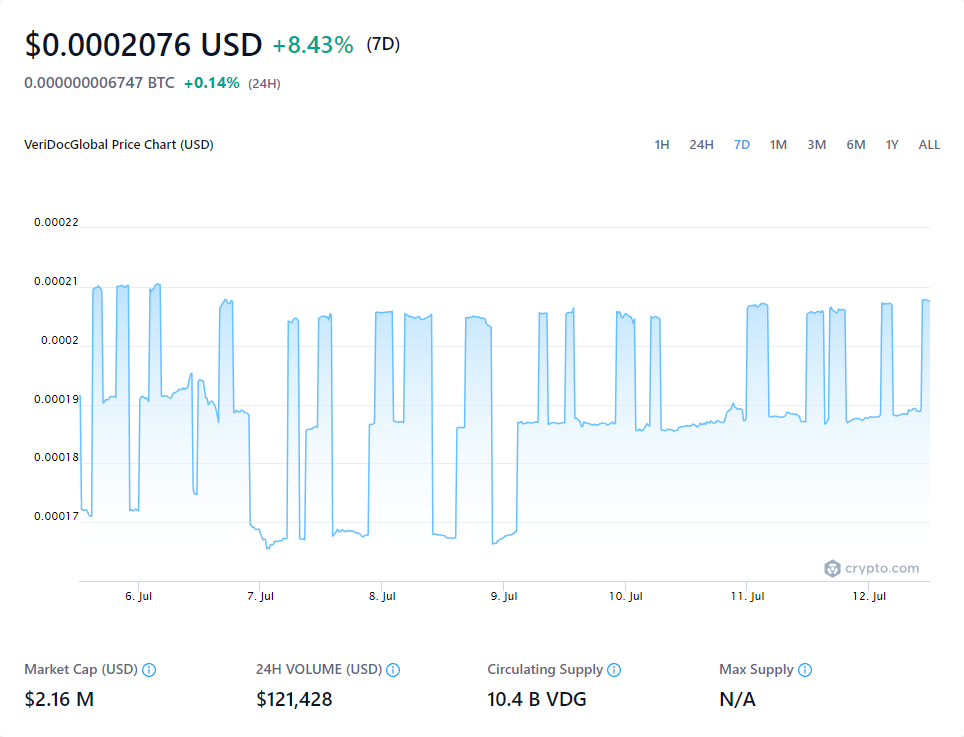 $0.0002076 USD +8.43% (7D)
0.000000006747 BTC +0.14% (24H)
VeriDocGlobal Price Chart (USD) 1H 24H 7D 1M 3M 6M 1Y ALL
0.00022
0.00021
0.0002
0.00019
0.00018
0.00017
crypto.com
6. Jul 7. Jul 8. Jul 9. Jul 10. Jul 11. Jul 12. Jul
Market Cap (USD) 24H VOLUME (USD) Circulating Supply Max Supply
$2.16 M $121,428 10.4 B VDG N/A